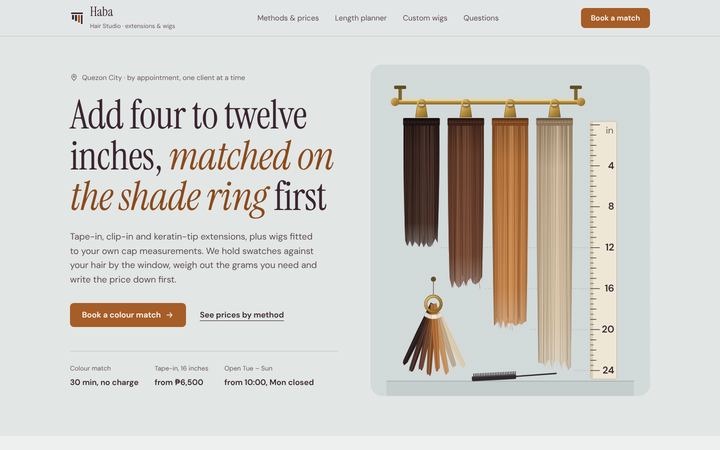 Haba
Hair Studio · extensions & wigs
Methods & prices
Length planner
Custom wigs
Questions
Book a match
Quezon City · by appointment, one client at a time
Add four to twelve
inches, matched on
the shade ring first
Tape-in, clip-in and keratin-tip extensions, plus wigs fitted
to your own cap measurements. We hold swatches against
your hair by the window, weigh out the grams you need and
write the price down first.
Book a colour match →
See prices by method
Colour match
30 min, no charge
Tape-in, 16 inches
from ₱6,500
Open Tue – Sun
from 10:00, Mon closed
in
4
8
12
16
20
24